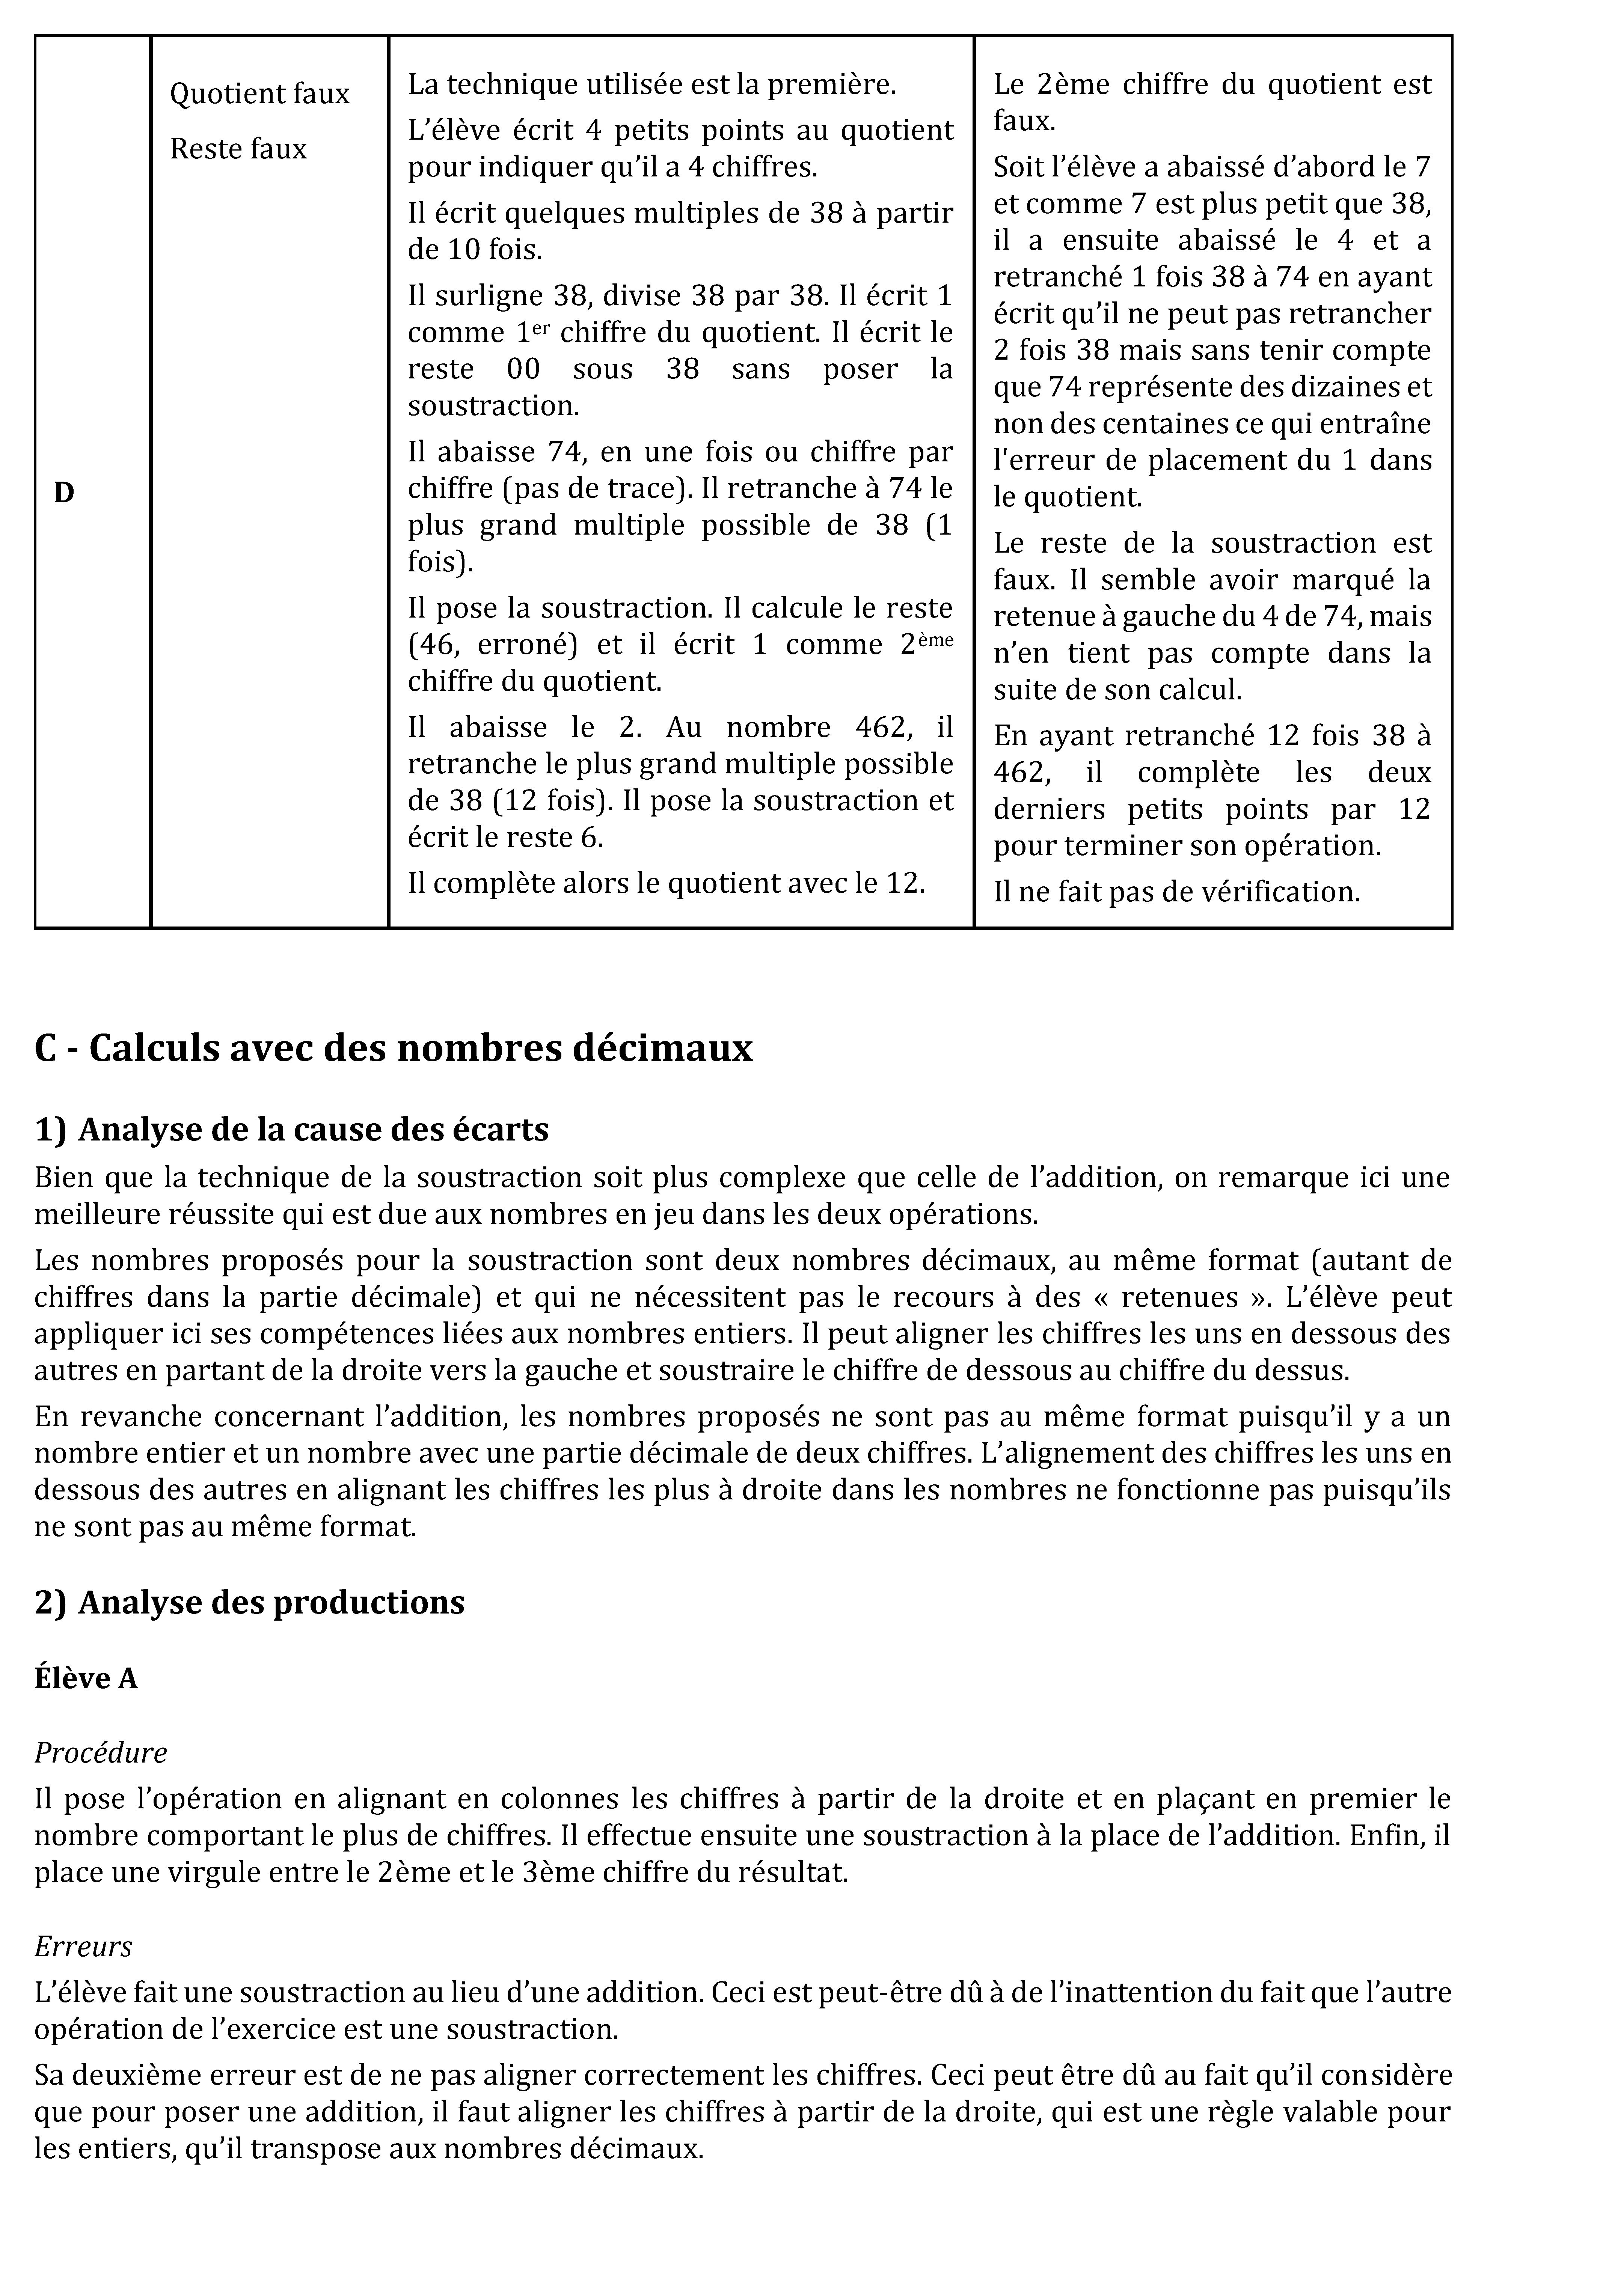 D
Quotient faux
Reste faux
La technique utilisée est la première.
L’élève écrit 4 petits points au quotient
pour indiquer qu’il a 4 chiffres.
Il écrit quelques multiples de 38 à partir
de 10 fois.
Il surligne 38, divise 38 par 38. Il écrit 1
comme 1er chiffre du quotient. Il écrit le
reste 00 sous 38 sans poser la
soustraction.
Il abaisse 74, en une fois ou chiffre par
chiffre (pas de trace). Il retranche à 74 le
plus grand multiple possible de 38 (1
fois).
Il pose la soustraction. Il calcule le reste
(46, erroné) et il écrit 1 comme 2ème
chiffre du quotient.
Il abaisse le 2. Au nombre 462, il
retranche le plus grand multiple possible
de 38 (12 fois). Il pose la soustraction et
écrit le reste 6.
Il complète alors le quotient avec le 12.
Le 2ème chiffre du quotient est
faux.
Soit l’élève a abaissé d’abord le 7
et comme 7 est plus petit que 38,
il a ensuite abaissé le 4 et a
retranché 1 fois 38 à 74 en ayant
écrit qu’il ne peut pas retrancher
2 fois 38 mais sans tenir compte
que 74 représente des dizaines et
non des centaines ce qui entraîne
l'erreur de placement du 1 dans
le quotient.
Le reste de la soustraction est
faux. Il semble avoir marqué la
retenue à gauche du 4 de 74, mais
n’en tient pas compte dans la
suite de son calcul.
En ayant retranché 12 fois 38 à
462, il complète les deux
derniers petits points par 12
pour terminer son opération.
Il ne fait pas de vérification.
C - Calculs avec des nombres décimaux
1) Analyse de la cause des écarts
Bien que la technique de la soustraction soit plus complexe que celle de l’addition, on remarque ici une
meilleure réussite qui est due aux nombres en jeu dans les deux opérations.
Les nombres proposés pour la soustraction sont deux nombres décimaux, au même format (autant de
chiffres dans la partie décimale) et qui ne nécessitent pas le recours à des « retenues ». L’élève peut
appliquer ici ses compétences liées aux nombres entiers. Il peut aligner les chiffres les uns en dessous des
autres en partant de la droite vers la gauche et soustraire le chiffre de dessous au chiffre du dessus.
En revanche concernant l’addition, les nombres proposés ne sont pas au même format puisqu’il y a un
nombre entier et un nombre avec une partie décimale de deux chiffres. L’alignement des chiffres les uns en
dessous des autres en alignant les chiffres les plus à droite dans les nombres ne fonctionne pas puisqu’ils
ne sont pas au même format.
2) Analyse des productions
Élève A
Procédure
Il pose l’opération en alignant en colonnes les chiffres à partir de la droite et en plaçant en premier le
nombre comportant le plus de chiffres. Il effectue ensuite une soustraction à la place de l’addition. Enfin, il
place une virgule entre le 2ème et le 3ème chiffre du résultat.
Erreurs
L’élève fait une soustraction au lieu d’une addition. Ceci est peut-être dû à de l’inattention du fait que l’autre
opération de l’exercice est une soustraction.
Sa deuxième erreur est de ne pas aligner correctement les chiffres. Ceci peut être dû au fait qu’il considère
que pour poser une addition, il faut aligner les chiffres à partir de la droite, qui est une règle valable pour
les entiers, qu’il transpose aux nombres décimaux.